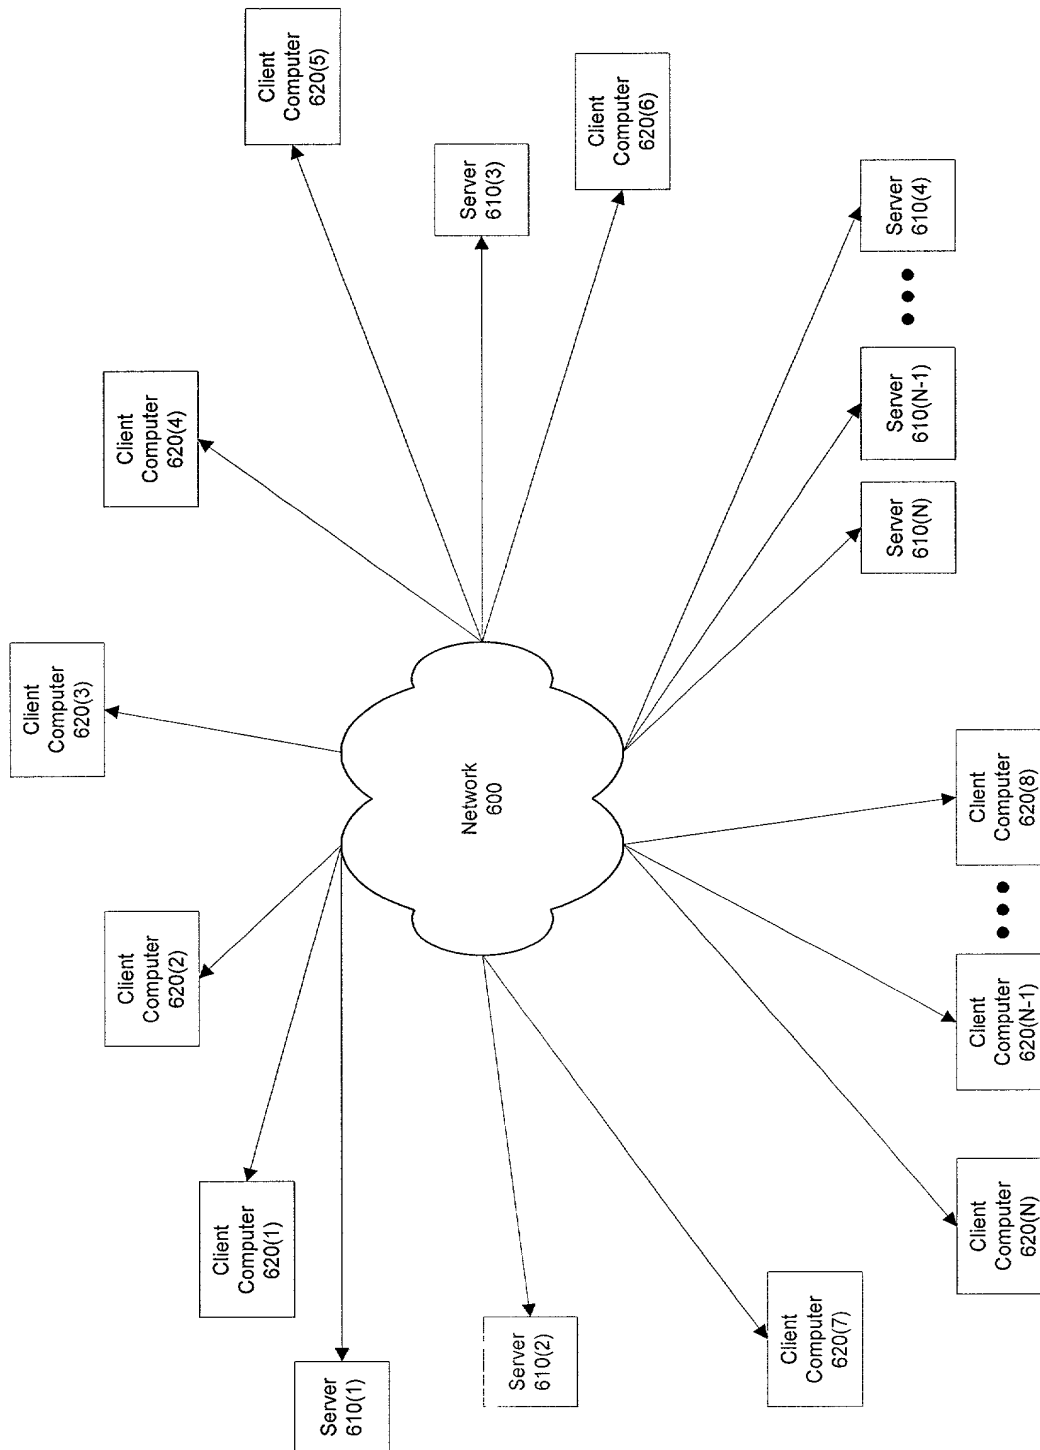 Client
Computer
620(3)
Client
Computer
620(2)
Client
Computer
620(4)
Client
Computer
620(1)
Client
Computer
620(5)
Server
610(1)
Server
610(3)
Network
600
Server
610(2)
Client
Computer
620(6)
Client
Computer
620(7)
Server
610(N)
Server
610(N-1)
Server
610(4)
Client
Computer
620(N)
Client
Computer
620(N-1)
Client
Computer
620(8)